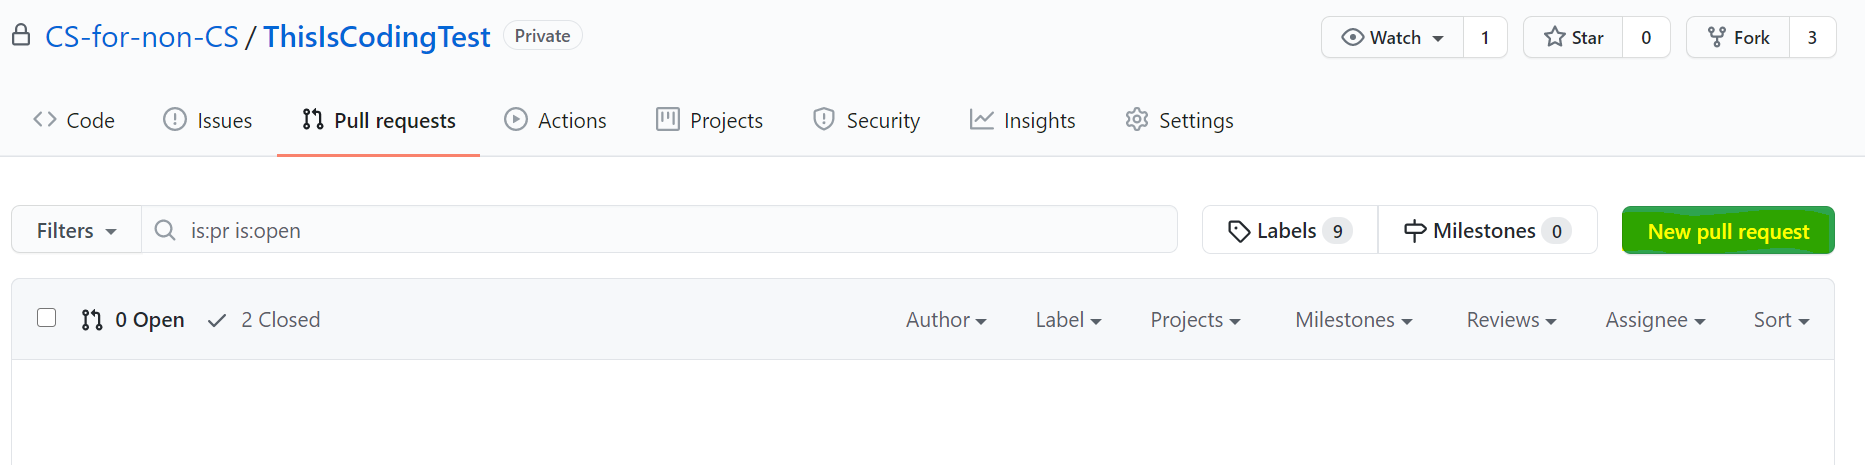 CS-for-non-CS / ThisIsCodingTest Private Watch 1 Star 0 Fork 3
Code Issues Pull requests Actions Projects Security Insights Settings
Filters is:pr is:open Labels 9 Milestones 0 New pull request
0 Open 2 Closed Author Label Projects Milestones Reviews Assignee Sort